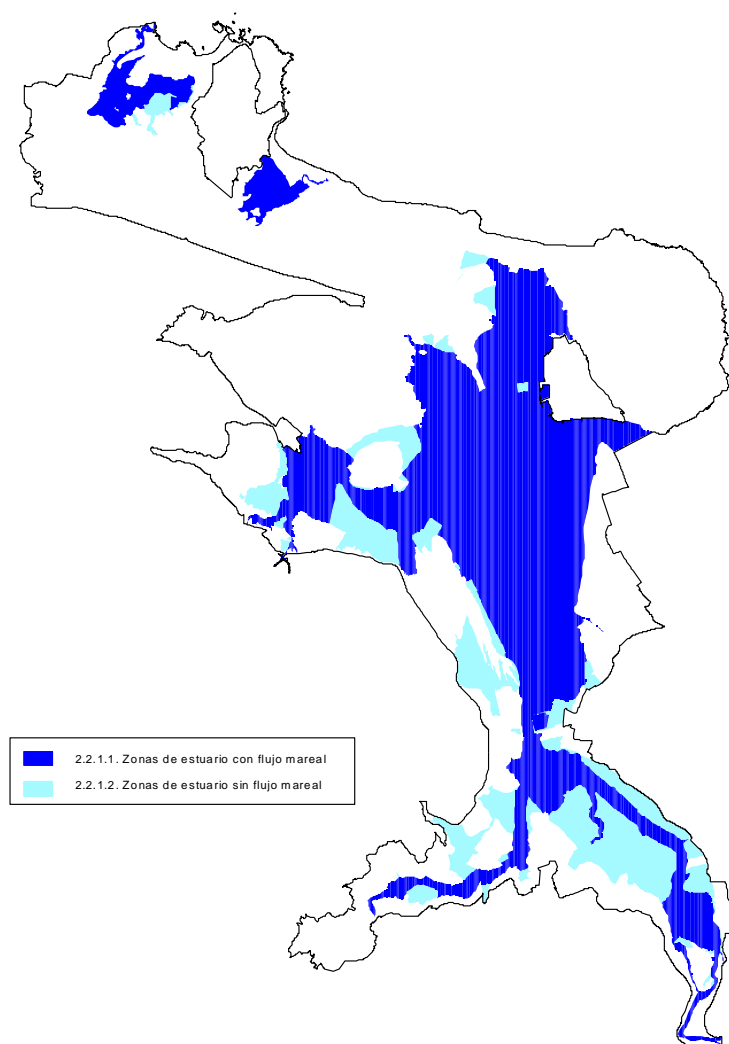 2.2.1.1. Zonas de estuario con flujo mareal
2.2.1.2. Zonas de estuario sin flujo mareal